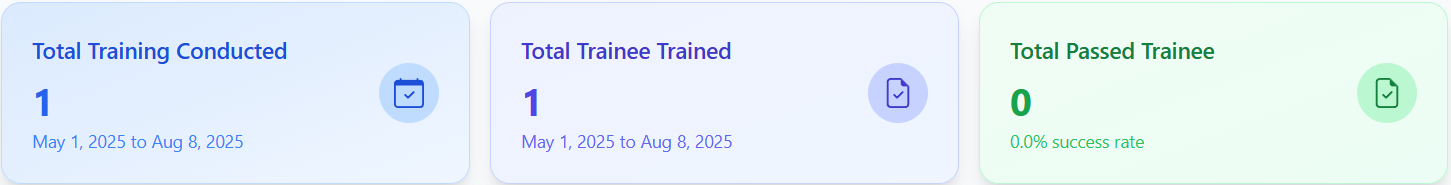 Total Training Conducted
1
May 1, 2025 to Aug 8, 2025
Total Trainee Trained
1
May 1, 2025 to Aug 8, 2025
Total Passed Trainee
0
0.0% success rate